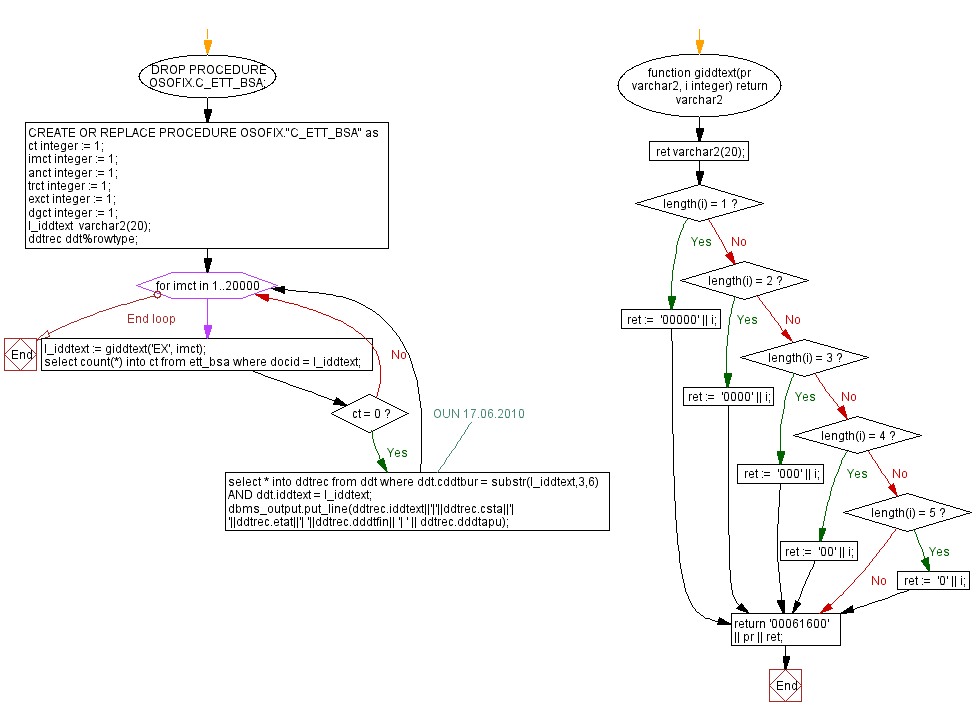 DROP PROCEDURE
OSOFIX.C_ETT_BSA;
CREATE OR REPLACE PROCEDURE OSOFIX."C_ETT_BSA" as
ct integer := 1;
imct integer := 1;
anct integer := 1;
trct integer := 1;
exct integer := 1;
dgct integer := 1;
l_iddtext varchar2(20);
ddtrec ddt%rowtype;
for imct in 1..20000
End loop
End
l_iddtext := giddtext('EX', imct);
select count(*) into ct from ett_bsa where docid = l_iddtext;
No
ct = 0 ?
Yes
OUN 17.06.2010
select * into ddtrec from ddt where ddt.cddtbur = substr(l_iddtext,3,6)
AND ddt.iddtext = l_iddtext;
dbms_output.put_line(ddtrec.iddtext||'|'||ddtrec.csta||'|
'||ddtrec.etat||'| '||ddtrec.dddtfin|| '| ' || ddtrec.dddtapu);
function giddtext(pr
varchar2, i integer) return
varchar2
ret varchar2(20);
length(i) = 1 ?
Yes
No
length(i) = 2 ?
ret := '00000' || i;
Yes
No
length(i) = 3 ?
ret := '0000' || i;
Yes
No
length(i) = 4 ?
ret := '000' || i;
Yes
No
length(i) = 5 ?
ret := '00' || i;
Yes
No
ret := '0' || i;
return '00061600'
|| pr || ret;
End